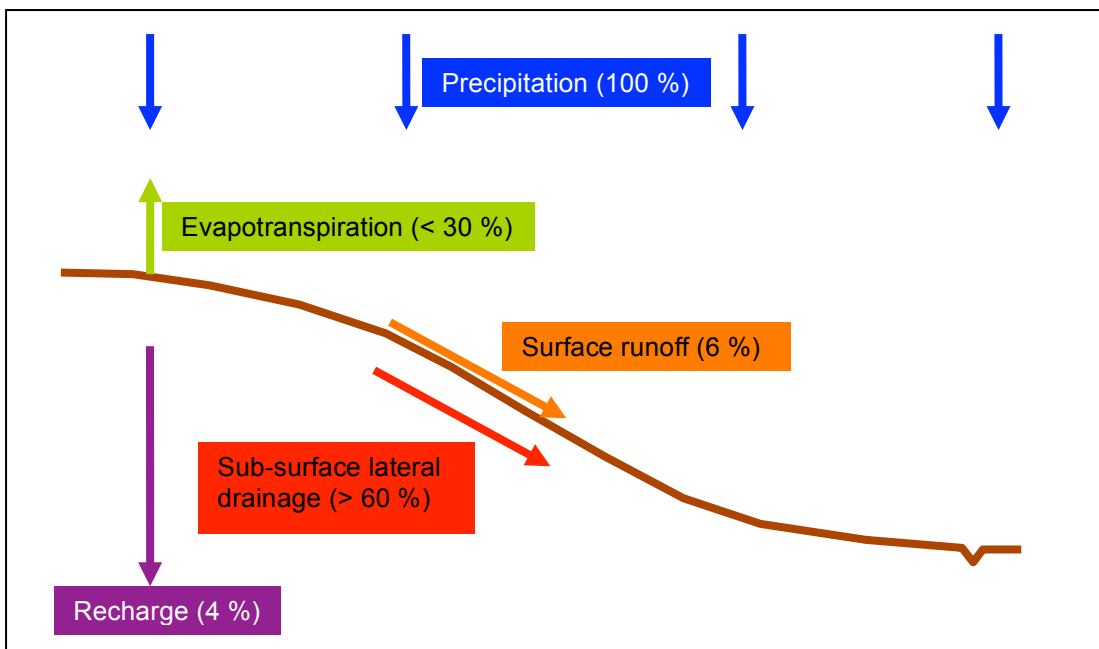 Precipitation (100 %)
Evapotranspiration (< 30 %)
Surface runoff (6 %)
Sub-surface lateral
drainage (> 60 %)
Recharge (4 %)